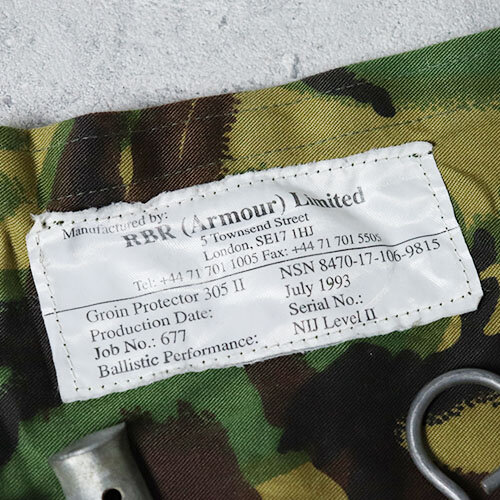 Manufactured by:
RBR (Armour) Limited
5 Townsend Street
London, SE17 1HJ
Tel: +44 71 701 1005 Fax: +44 71 701 5505
Groin Protector 305 II NSN 8470-17-106-9815
Production Date: July 1993
Job No.: 677 Serial No.:
Ballistic Performance: NIJ Level II